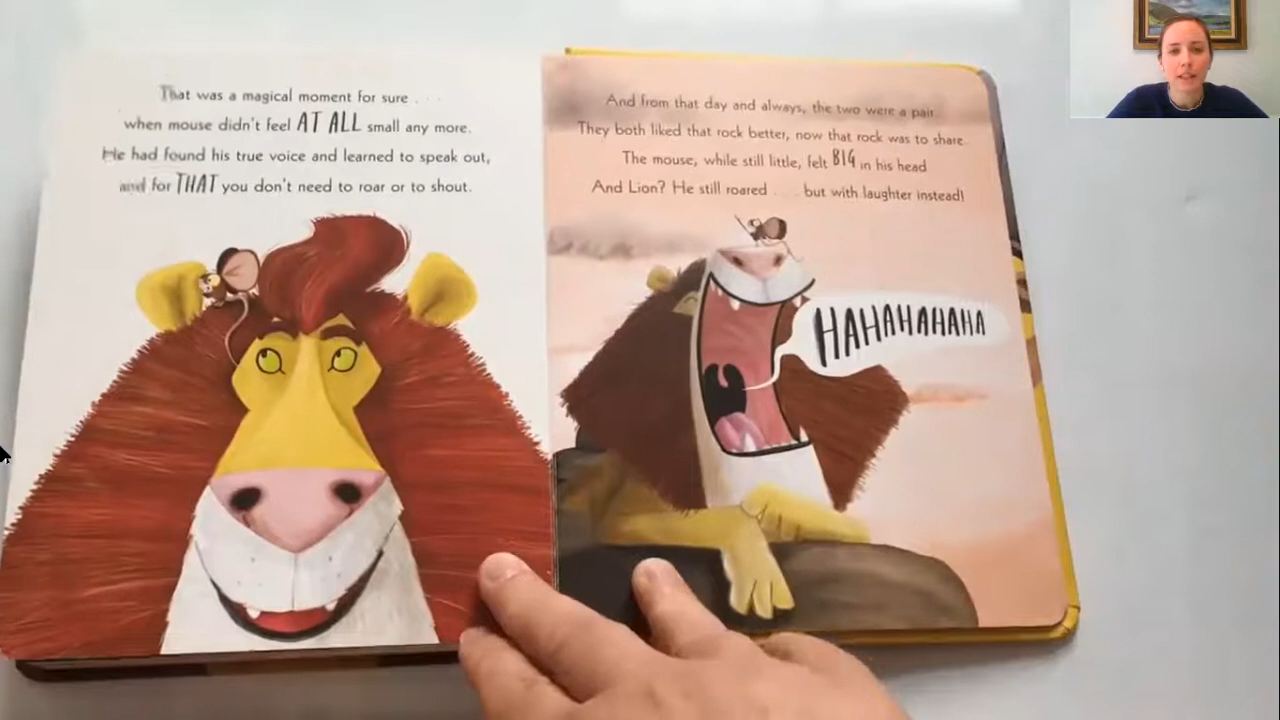 That was a magical moment for sure . . .
when mouse didn't feel AT ALL small any more.
He had found his true voice and learned to speak out,
and for THAT you don't need to roar or to shout.
And from that day and always, the two were a pair.
They both liked that rock better, now that rock was to share.
The mouse, while still little, felt BIG in his head
And Lion? He still roared . . . but with laughter instead!
HAHAHAHAHA